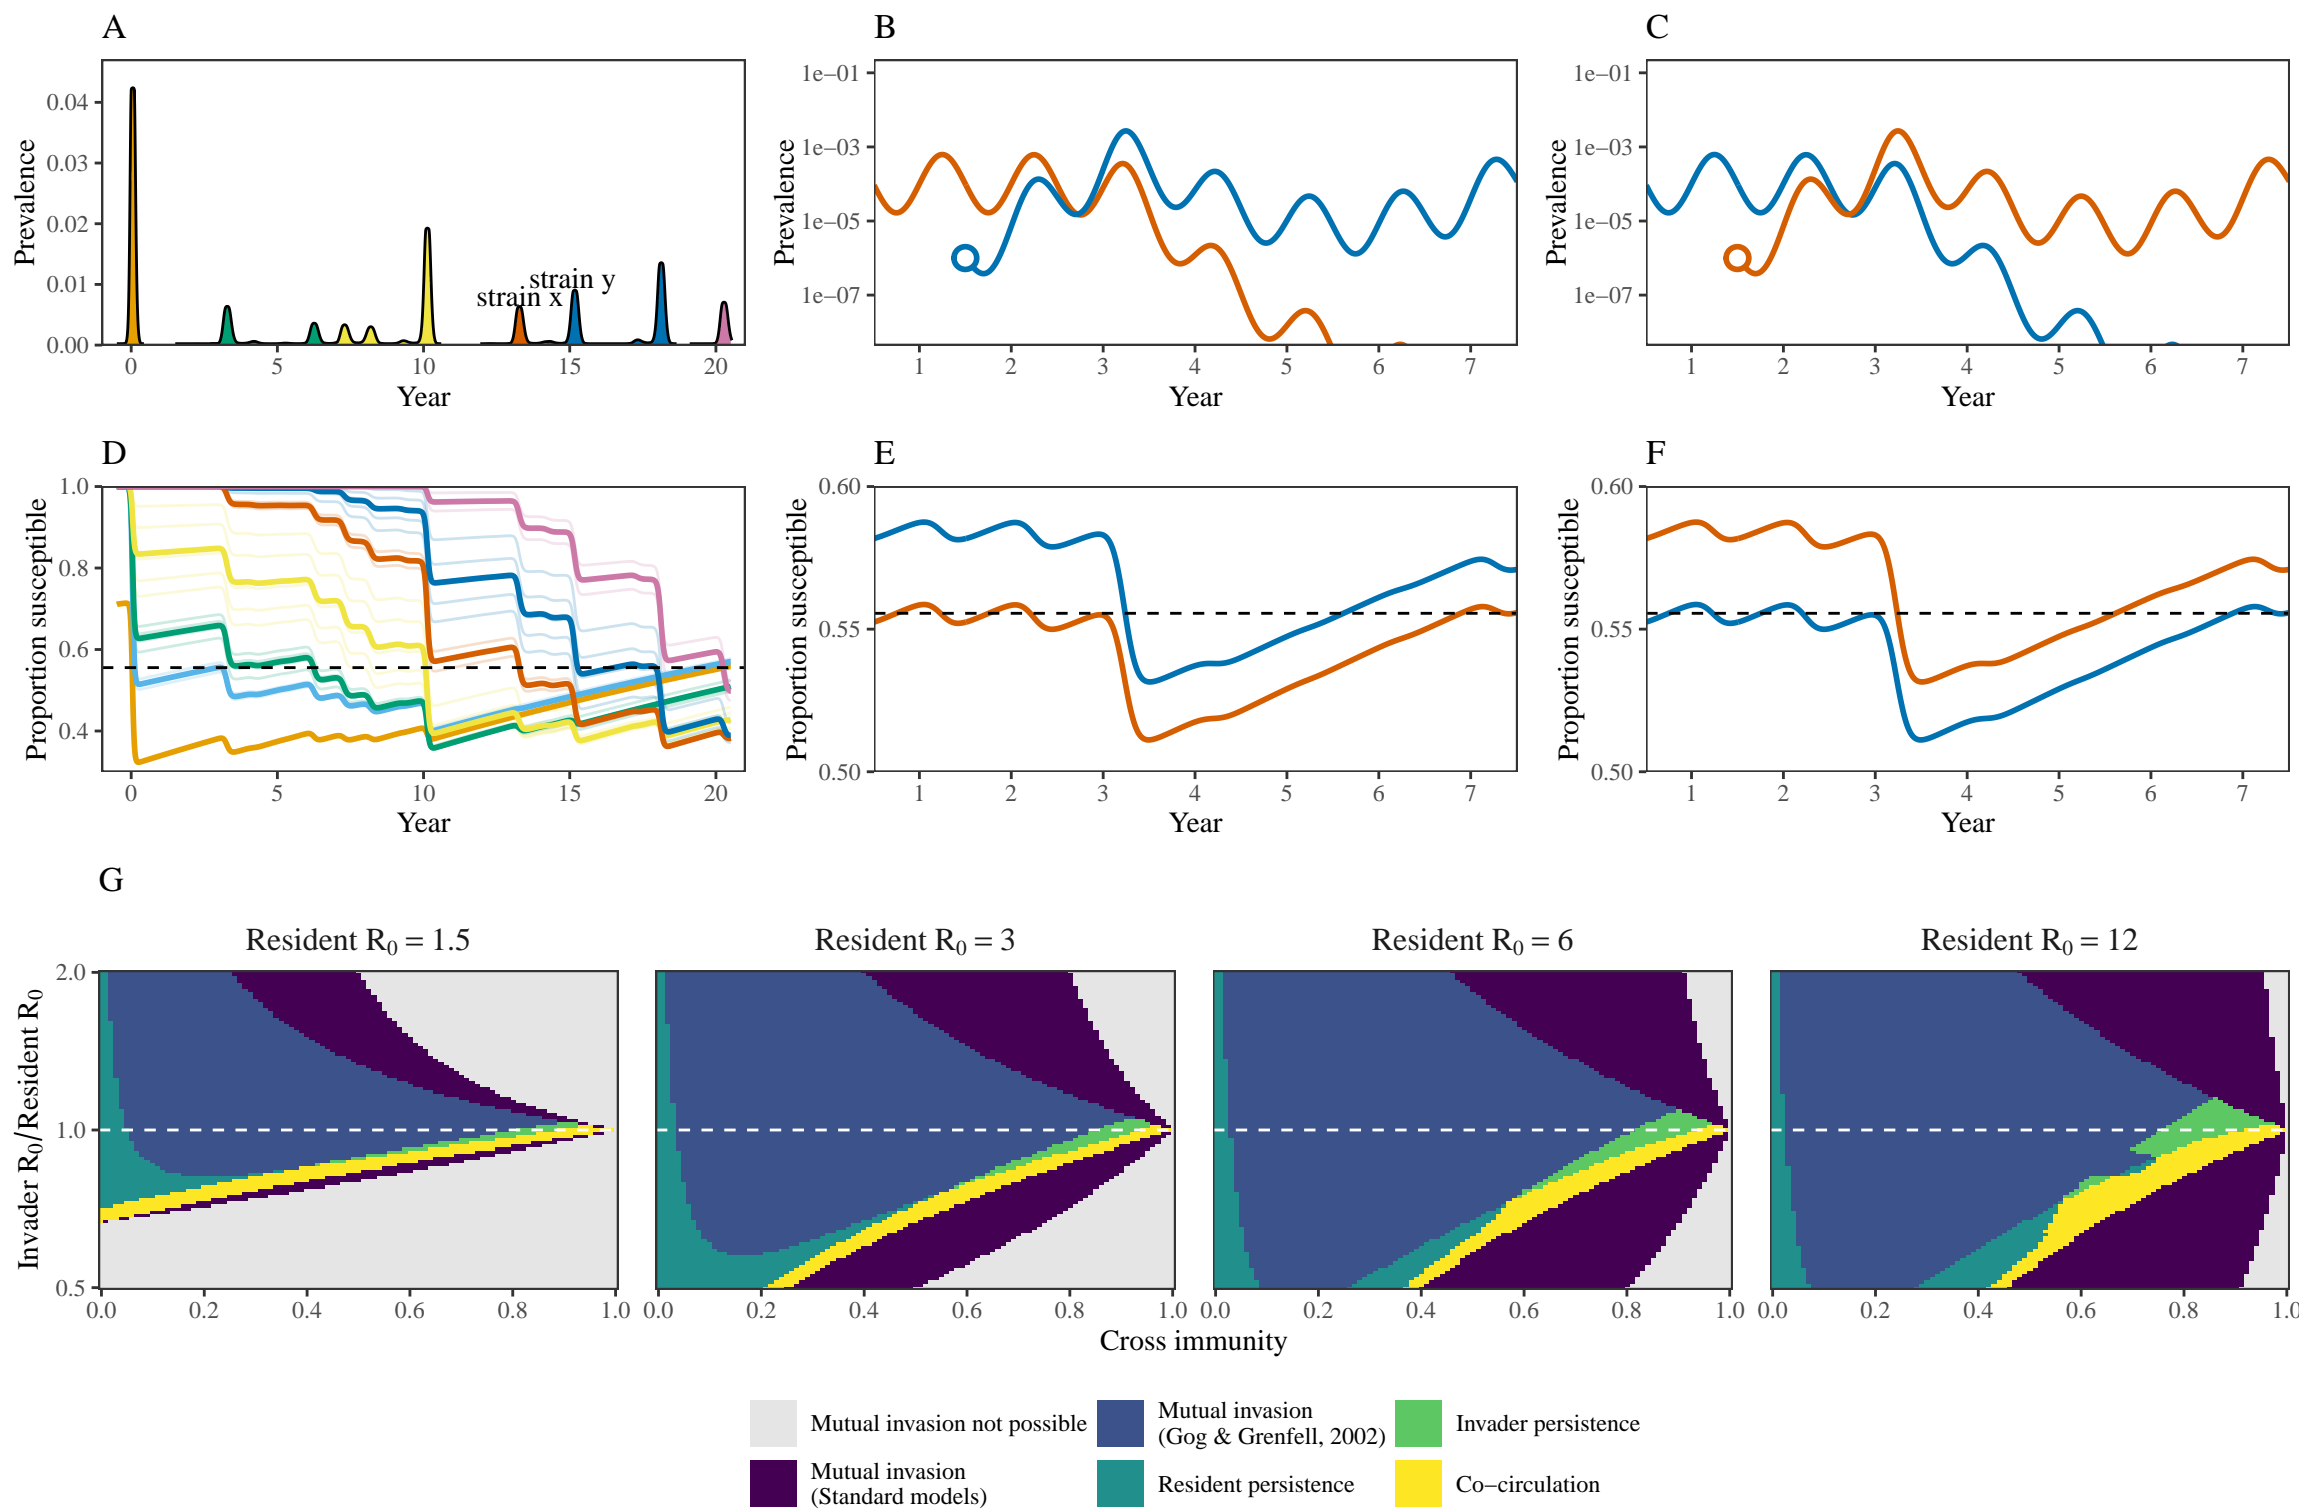 A
B
C
0.04
0.03
0.02
0.01
0.00
Prevalence
strain y
strain x
0
5
10
15
20
Year
1e−01
1e−03
1e−05
1e−07
Prevalence
1
2
3
4
5
6
7
Year
1e−01
1e−03
1e−05
1e−07
Prevalence
1
2
3
4
5
6
7
Year
D
E
F
1.0
0.8
0.6
0.4
Proportion susceptible
0
5
10
15
20
Year
0.60
0.55
0.50
Proportion susceptible
1
2
3
4
5
6
7
Year
0.60
0.55
0.50
Proportion susceptible
1
2
3
4
5
6
7
Year
G
Resident R₀ = 1.5
Resident R₀ = 3
Resident R₀ = 6
Resident R₀ = 12
Invader R₀/Resident R₀
2.0
1.0
0.5
0.0
0.2
0.4
0.6
0.8
1.0
0.0
0.2
0.4
0.6
0.8
1.0
0.0
0.2
0.4
0.6
0.8
1.0
0.0
0.2
0.4
0.6
0.8
1.0
Cross immunity
Mutual invasion not possible
Mutual invasion
(Standard models)
Mutual invasion
(Gog & Grenfell, 2002)
Resident persistence
Invader persistence
Co−circulation